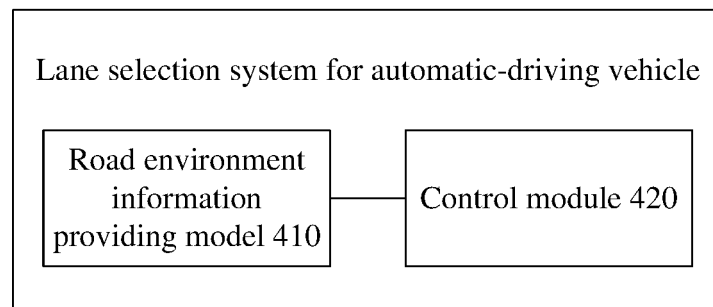 Lane selection system for automatic-driving vehicle
Road environment
information
providing model 410
Control module 420